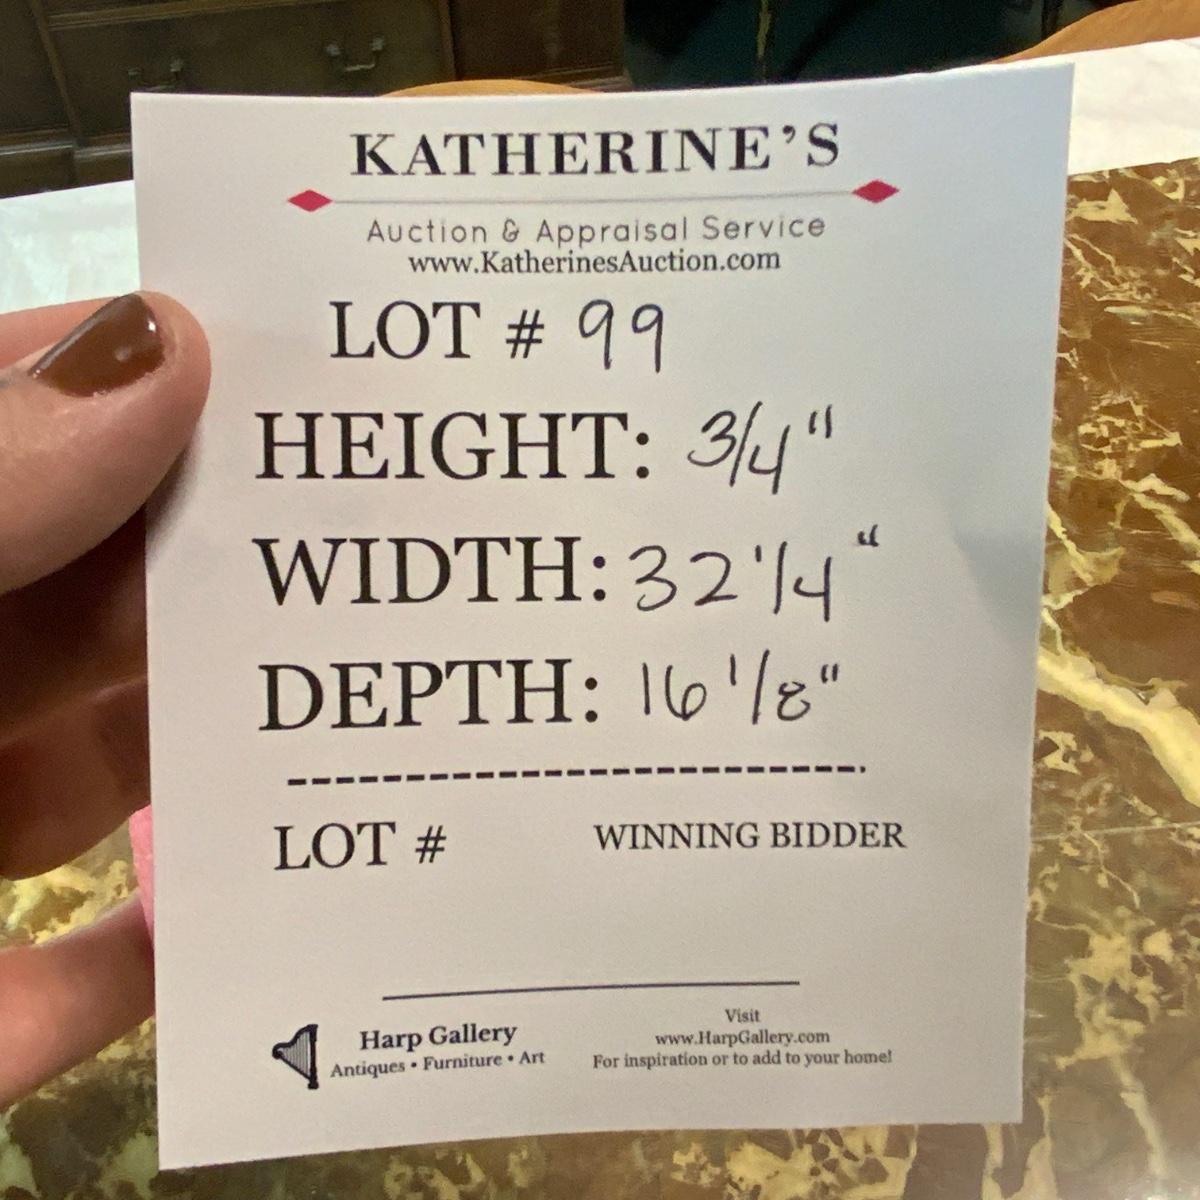 KATHERINE'S
Auction & Appraisal Service
www.KatherinesAuction.com
LOT # 99
HEIGHT: 3/4"
WIDTH: 32 1/4"
DEPTH: 16 1/8"
LOT # WINNING BIDDER
Harp Gallery
Antiques • Furniture • Art
Visit
www.HarpGallery.com
For inspiration or to add to your home!